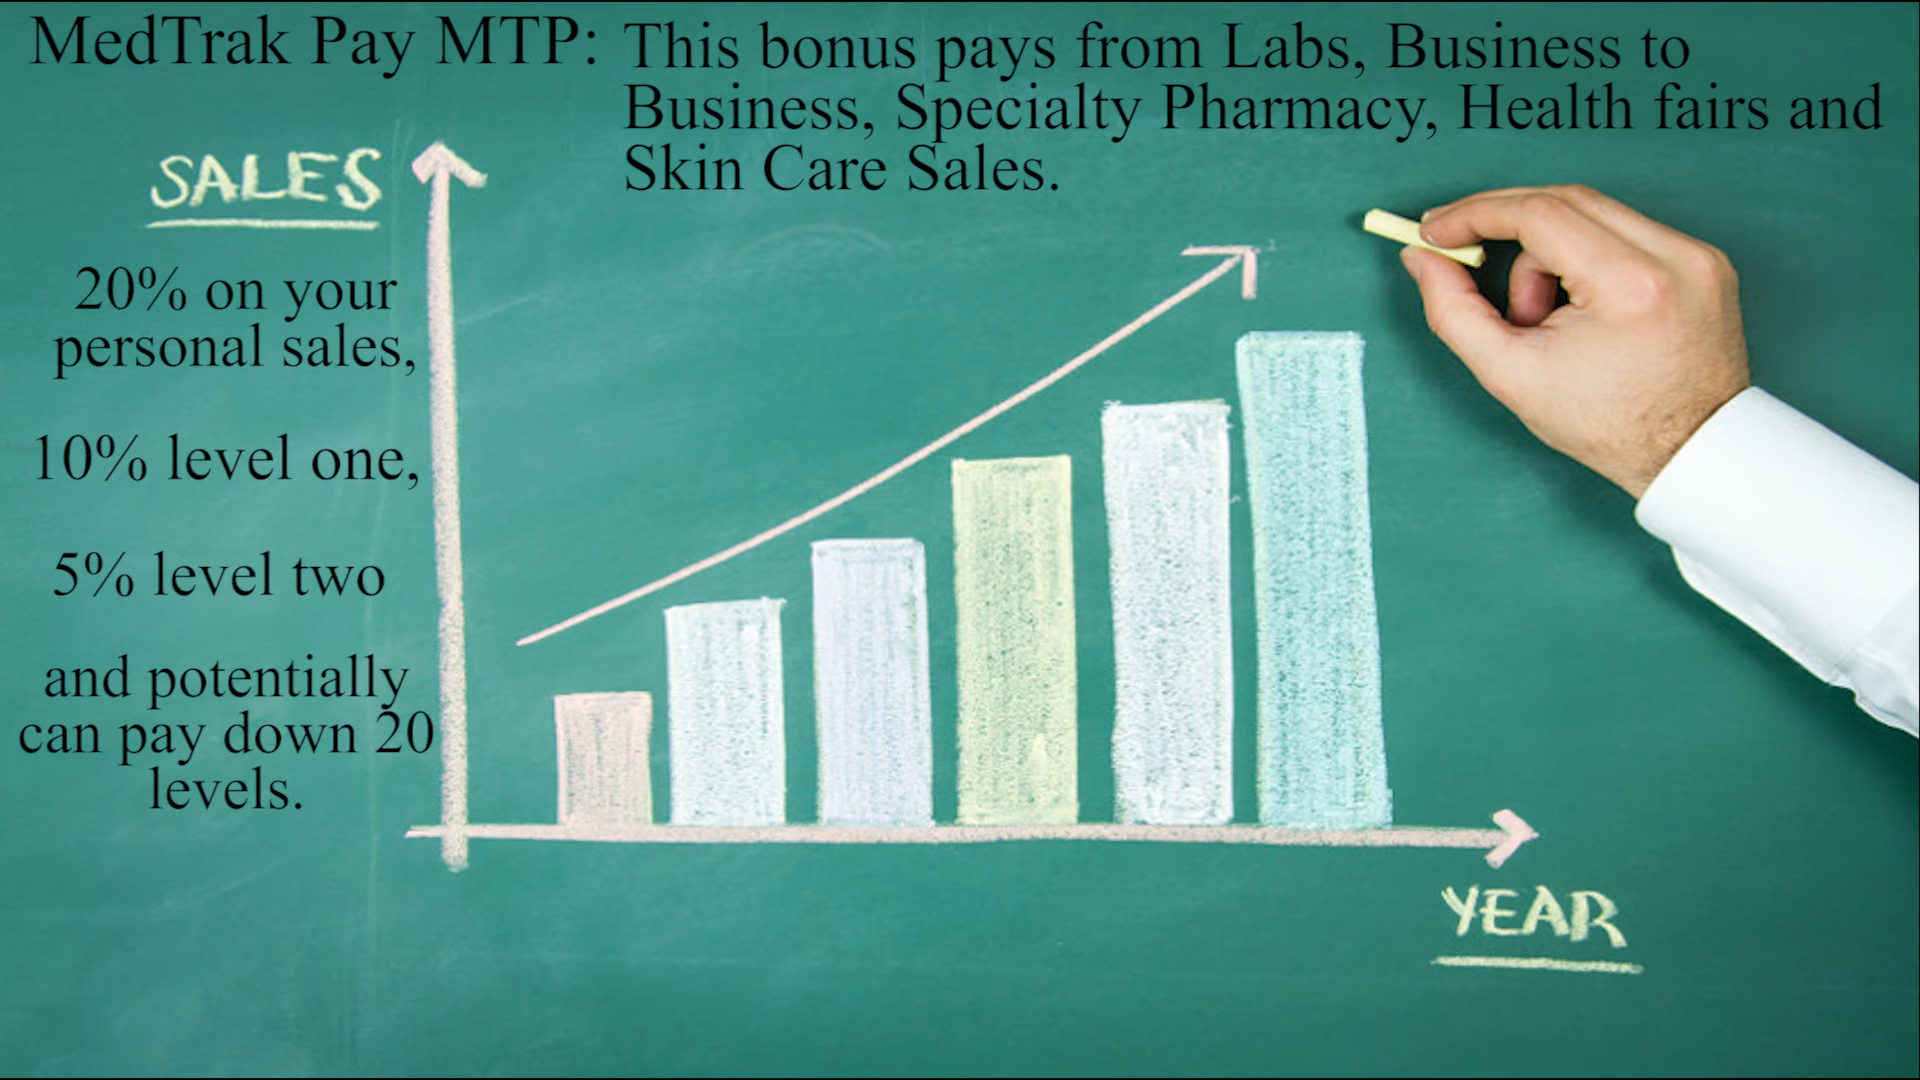 MedTrak Pay MTP:
This bonus pays from Labs, Business to
Business, Specialty Pharmacy, Health fairs and
Skin Care Sales.
SALES
20% on your
personal sales,
10% level one,
5% level two
and potentially
can pay down 20
levels.
YEAR